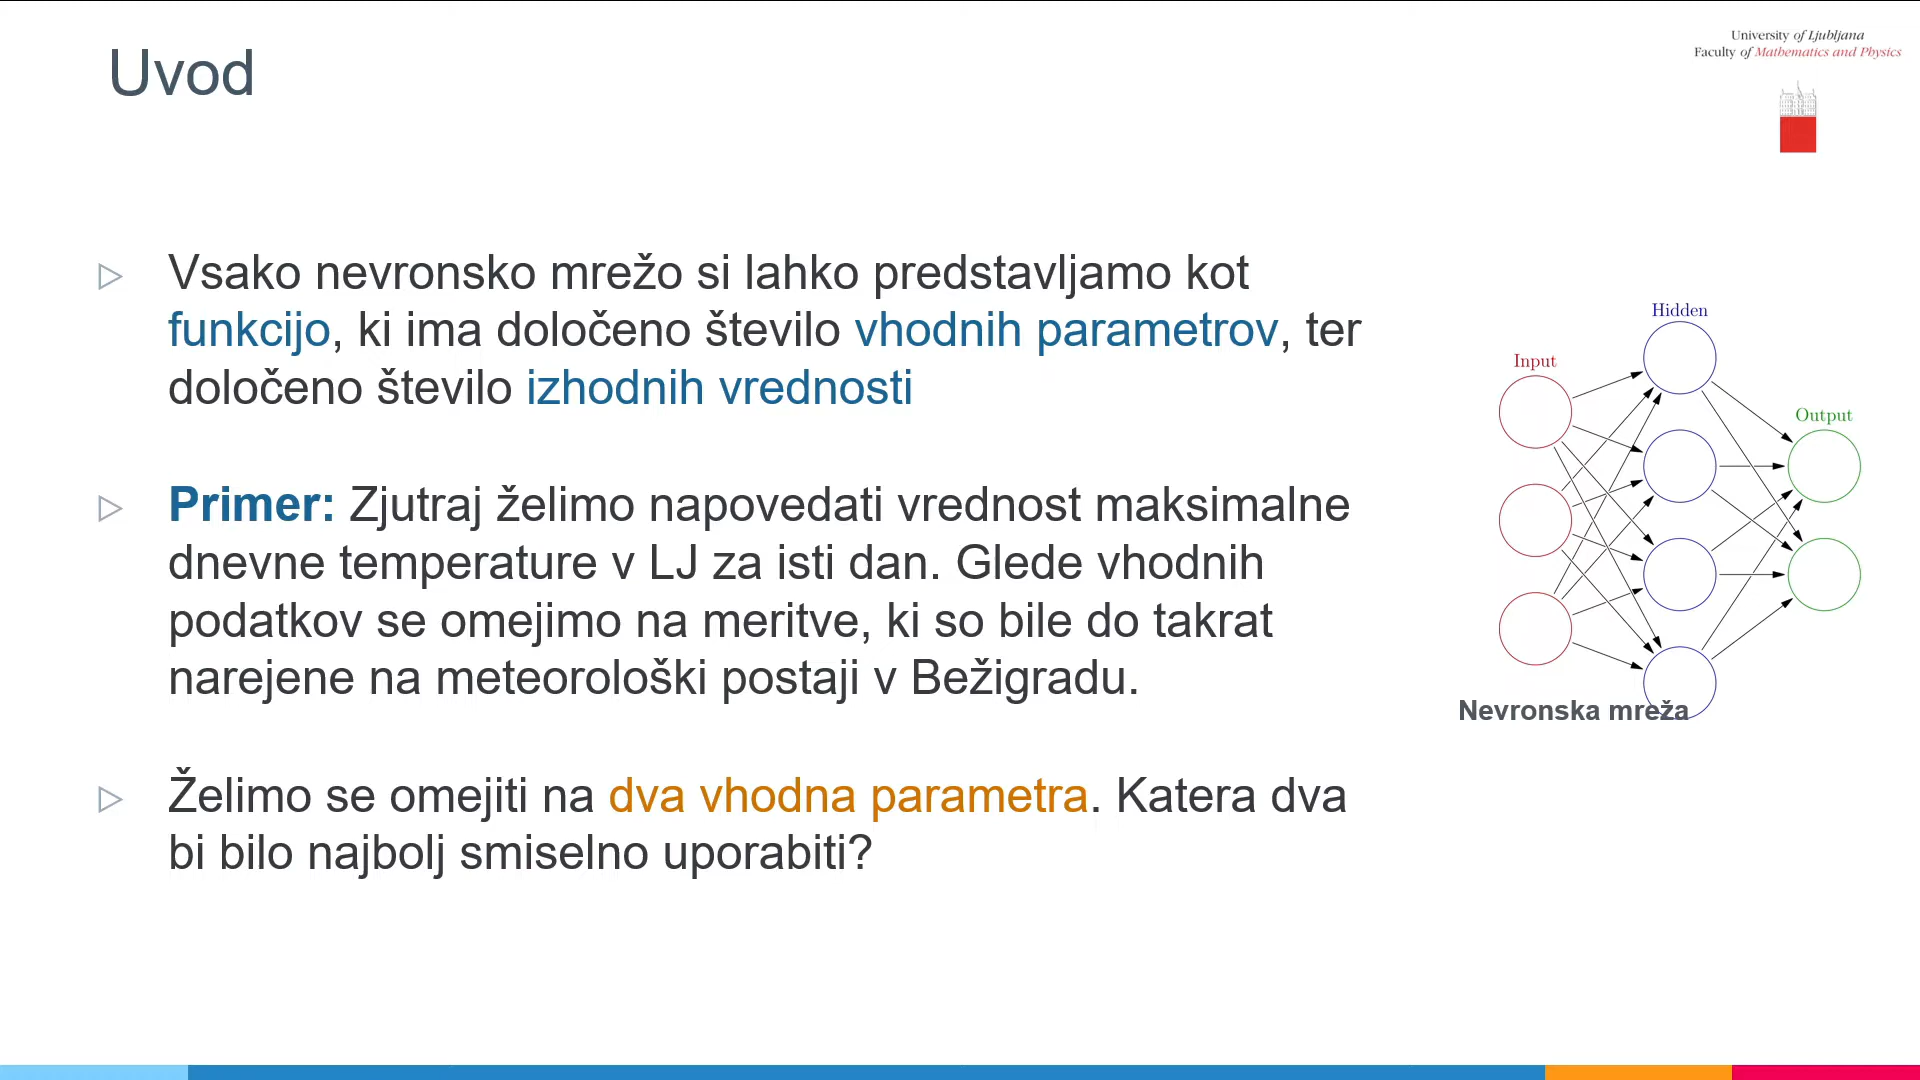 Uvod
University of Ljubljana
Faculty of Mathematics and Physics
Vsako nevronsko mrežo si lahko predstavljamo kot
funkcijo, ki ima določeno število vhodnih parametrov, ter
določeno število izhodnih vrednosti
Primer: Zjutraj želimo napovedati vrednost maksimalne
dnevne temperature v LJ za isti dan. Glede vhodnih
podatkov se omejimo na meritve, ki so bile do takrat
narejene na meteorološki postaji v Bežigradu.
Želimo se omejiti na dva vhodna parametra. Katera dva
bi bilo najbolj smiselno uporabiti?
Hidden
Input
Output
Nevronska mreža